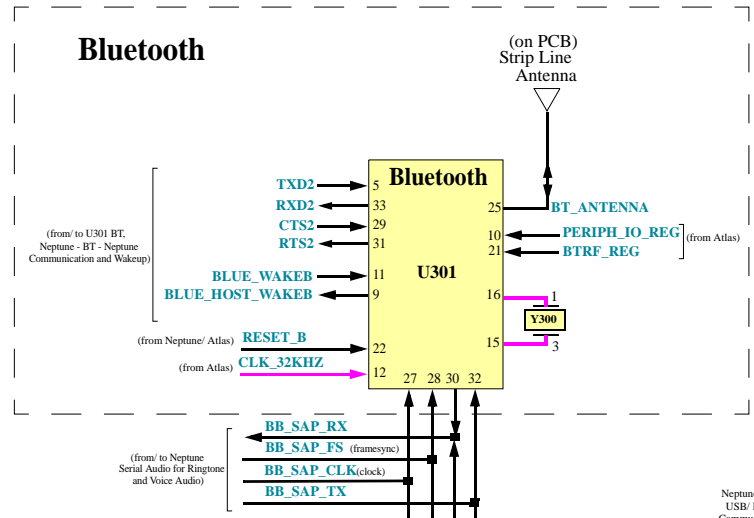 Bluetooth
(on PCB)
Strip Line
Antenna
Bluetooth
U301
TXD2
5
RXD2
33
CTS2
29
RTS2
31
BLUE_WAKEB
11
BLUE_HOST_WAKEB
9
(from/ to U301 BT,
Neptune - BT - Neptune
Communication and Wakeup)
(from Neptune/ Atlas)
RESET_B
22
(from Atlas)
CLK_32KHZ
12
25
BT_ANTENNA
10
PERIPH_IO_REG
21
BTRF_REG
(from Atlas)
16
1
Y300
15
3
27 28 30 32
BB_SAP_RX
BB_SAP_FS (framesync)
BB_SAP_CLK(clock)
BB_SAP_TX
(from/ to Neptune
Serial Audio for Ringtone
and Voice Audio)
Neptun
USB/